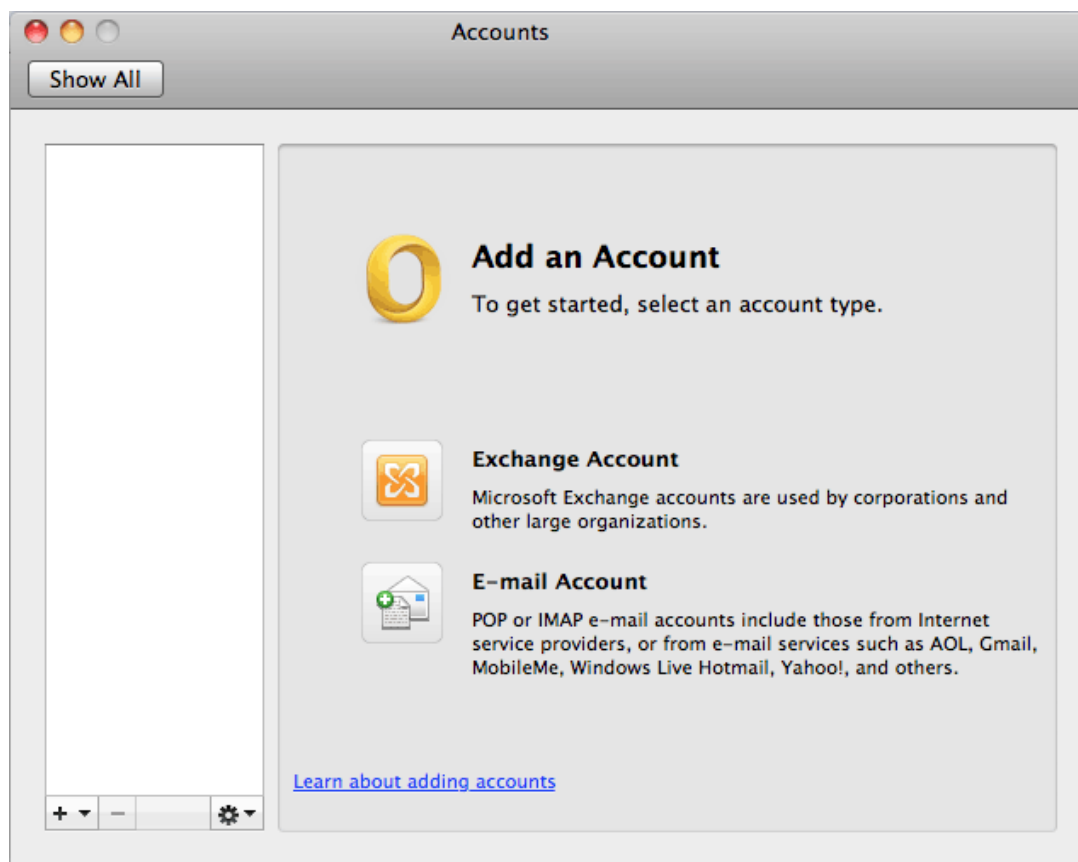 Accounts
Show All
Add an Account
To get started, select an account type.
Exchange Account
Microsoft Exchange accounts are used by corporations and
other large organizations.
E-mail Account
POP or IMAP e-mail accounts include those from Internet
service providers, or from e-mail services such as AOL, Gmail,
MobileMe, Windows Live Hotmail, Yahoo!, and others.
Learn about adding accounts